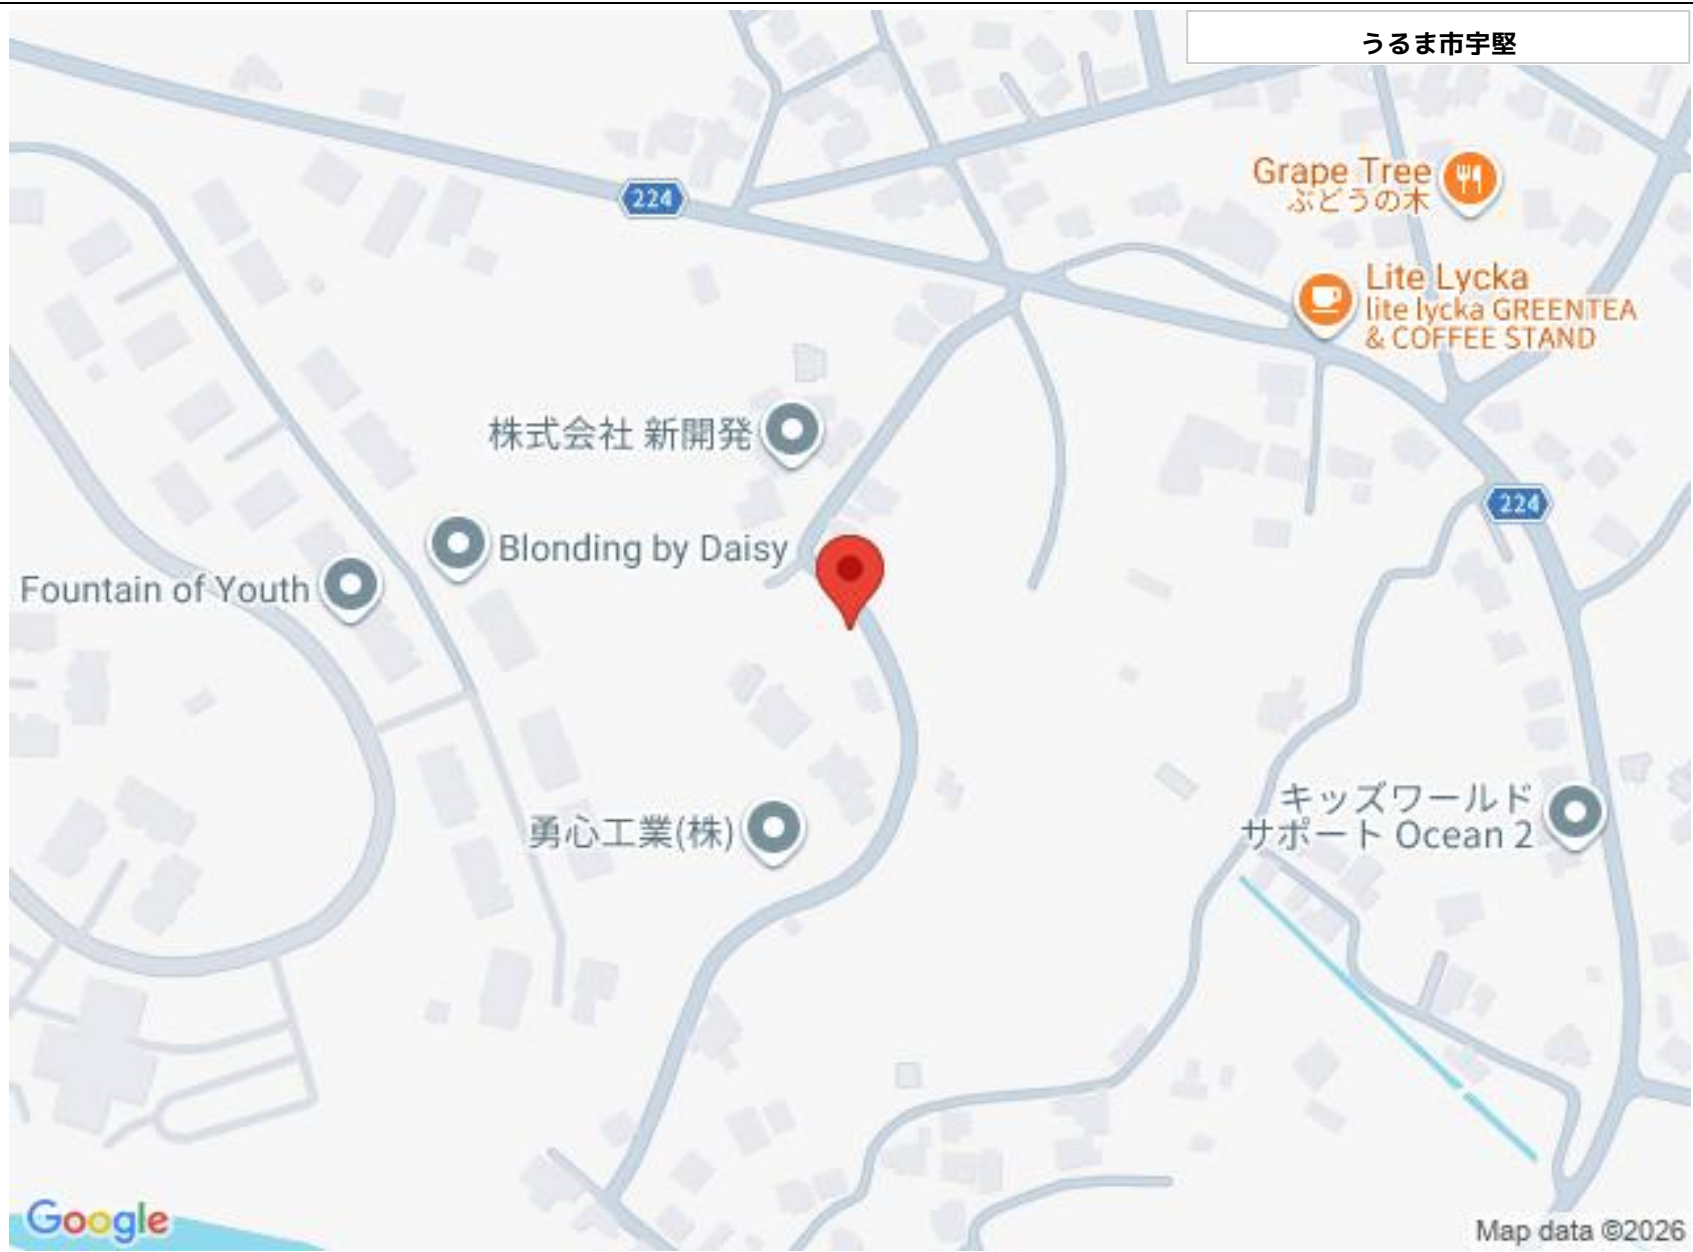 うるま市宇堅
224
Grape Tree
ぶどうの木
Lite Lycka
lite lycka GREENTEA
& COFFEE STAND
株式会社 新開発
224
Blonding by Daisy
Fountain of Youth
キッズワールド
サポート Ocean 2
勇心工業(株)
Google
Map data ©2026